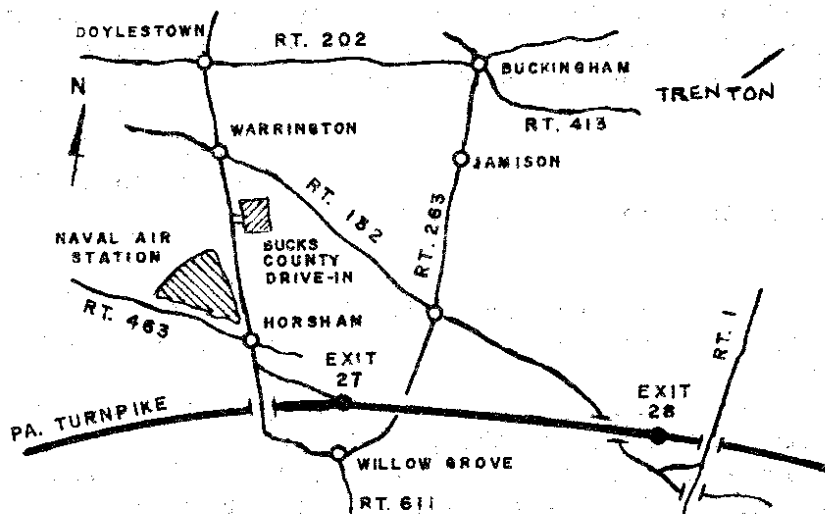 DOYLESTOWN
RT. 202
BUCKINGHAM
TRENTON
N
WARRINGTON
RT. 413
JAMISON
RT. 132
RT. 263
NAVAL AIR
STATION
BUCKS
COUNTY
DRIVE-IN
RT. 463
HORSHAM
RT. 1
EXIT
27
EXIT
28
PA. TURNPIKE
WILLOW GROVE
RT. 611